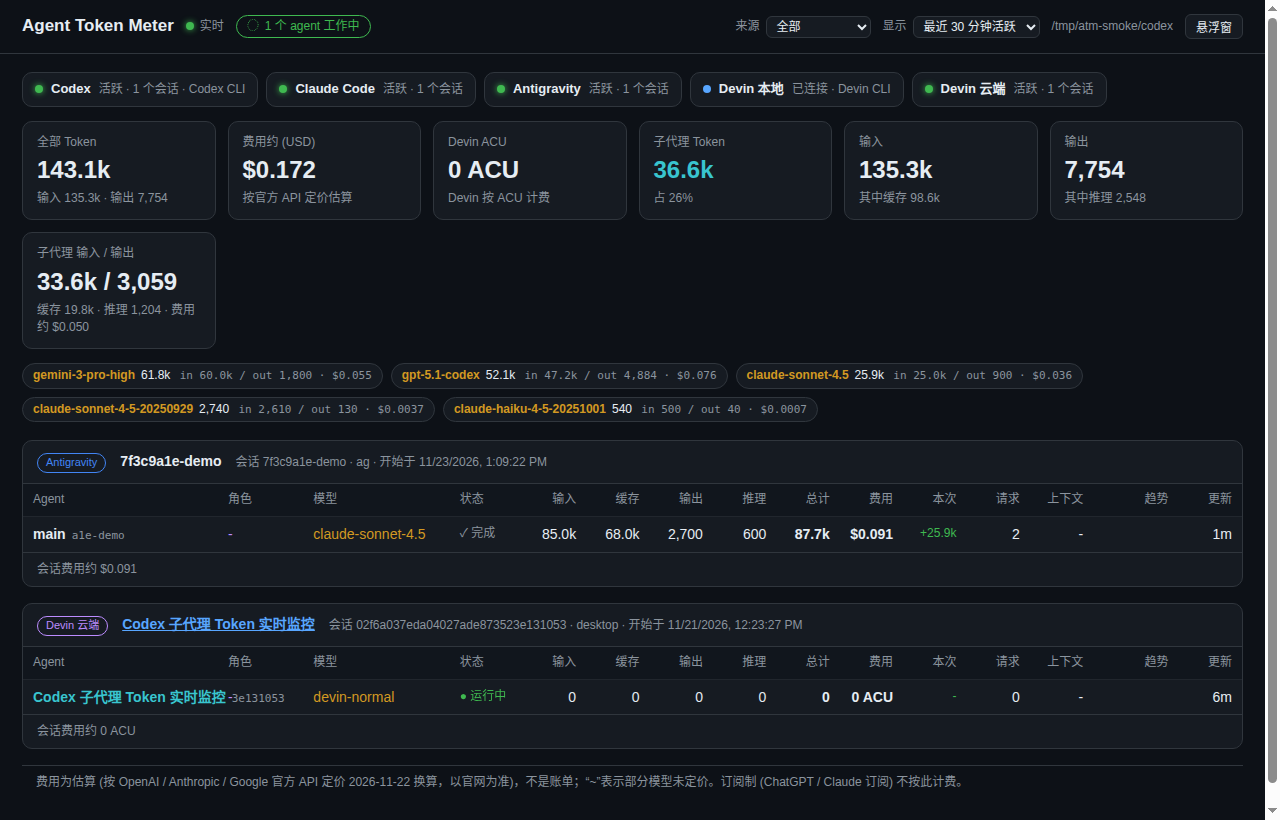 Agent Token Meter 实时 1 个 agent 工作中 来源 全部 显示 最近 30 分钟活跃 /tmp/atm-smoke/codex 悬浮窗
Codex 活跃 · 1 个会话 · Codex CLI Claude Code 活跃 · 1 个会话 Antigravity 活跃 · 1 个会话 Devin 本地 已连接 · Devin CLI Devin 云端 活跃 · 1 个会话
全部 Token
143.1k
输入 135.3k · 输出 7,754
费用约 (USD)
$0.172
按官方 API 定价估算
Devin ACU
0 ACU
Devin 按 ACU 计费
子代理 Token
36.6k
占 26%
输入
135.3k
其中缓存 98.6k
输出
7,754
其中推理 2,548
子代理 输入 / 输出
33.6k / 3,059
缓存 19.8k · 推理 1,204 · 费用
约 $0.050
gemini-3-pro-high 61.8k in 60.0k / out 1,800 · $0.055 gpt-5.1-codex 52.1k in 47.2k / out 4,884 · $0.076 claude-sonnet-4.5 25.9k in 25.0k / out 900 · $0.036
claude-sonnet-4-5-20250929 2,740 in 2,610 / out 130 · $0.0037 claude-haiku-4-5-20251001 540 in 500 / out 40 · $0.0007
Antigravity 7f3c9a1e-demo 会话 7f3c9a1e-demo · ag · 开始于 11/23/2026, 1:09:22 PM
Agent 角色 模型 状态 输入 缓存 输出 推理 总计 费用 本次 请求 上下文 趋势 更新
main a1e-demo - claude-sonnet-4.5 ✓ 完成 85.0k 68.0k 2,700 600 87.7k $0.091 +25.9k 2 - 1m
会话费用约 $0.091
Devin 云端 Codex 子代理 Token 实时监控 会话 02f6a037eda04027ade873523e131053 · desktop · 开始于 11/21/2026, 12:23:27 PM
Agent 角色 模型 状态 输入 缓存 输出 推理 总计 费用 本次 请求 上下文 趋势 更新
Codex 子代理 Token 实时监控 3e131053 - devin-normal ● 运行中 0 0 0 0 0 0 ACU - 0 - 6m
会话费用约 0 ACU
费用为估算 (按 OpenAI / Anthropic / Google 官方 API 定价 2026-11-22 换算，以官网为准)，不是账单；“~”表示部分模型未定价。订阅制 (ChatGPT / Claude 订阅) 不按此计费。